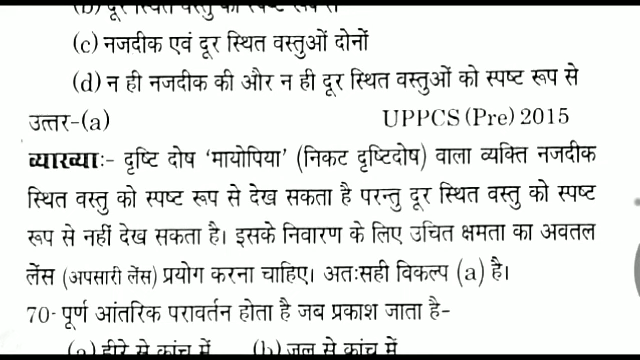 (b) दूर स्थित वस्तु को स्पष्ट रूप से
(c) नजदीक एवं दूर स्थित वस्तुओं दोनों
(d) न ही नजदीक की और न ही दूर स्थित वस्तुओं को स्पष्ट रूप से
उत्तर-(a) UPPCS (Pre) 2015
व्याख्याः- दृष्टि दोष ‘मायोपिया’ (निकट दृष्टिदोष) वाला व्यक्ति नजदीक
स्थित वस्तु को स्पष्ट रूप से देख सकता है परन्तु दूर स्थित वस्तु को स्पष्ट
रूप से नहीं देख सकता है। इसके निवारण के लिए उचित क्षमता का अवतल
लेंस (अपसारी लेंस) प्रयोग करना चाहिए। अतःसही विकल्प (a) है।
70- पूर्ण आंतरिक परावर्तन होता है जब प्रकाश जाता है-
(a) हीरे से कांच में (b) जल से कांच में